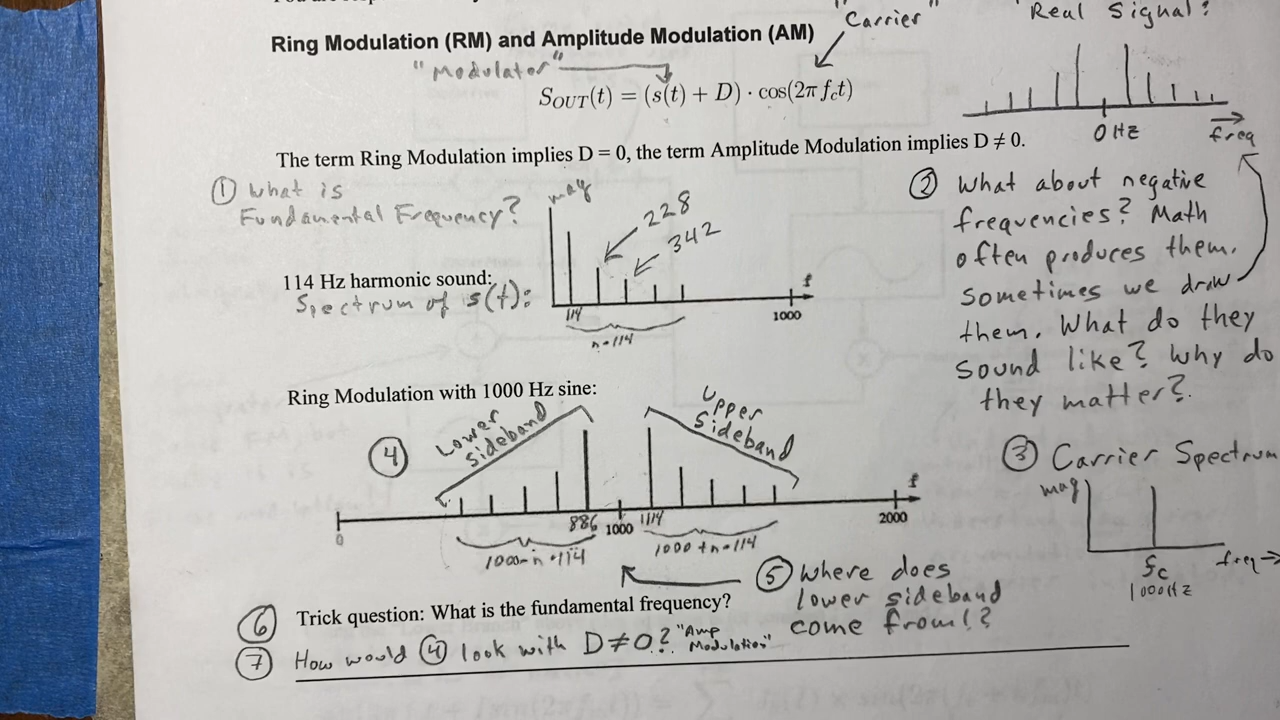 "Carrier"
Real Signal?
Ring Modulation (RM) and Amplitude Modulation (AM)
"Modulator"
S_OUT(t) = (s(t) + D) · cos(2π f_c t)
0 Hz
freq
The term Ring Modulation implies D = 0, the term Amplitude Modulation implies D ≠ 0.
① What is
Fundamental Frequency?
mag
228
342
② What about negative
frequencies? Math
often produces them.
Sometimes we draw
them. What do they
sound like? Why do
they matter?
114 Hz harmonic sound:
Spectrum of s(t):
f
114
1000
n·114
Ring Modulation with 1000 Hz sine:
④ Lower
Sideband
Upper
Sideband
f
0
886
1000
1114
2000
1000-n·114
1000+n·114
③ Carrier Spectrum
mag
fc
1000Hz
freq
⑤ Where does
lower sideband
come from!?
⑥ Trick question: What is the fundamental frequency?
⑦ How would ④ look with D≠0? "Amp
Modulation"